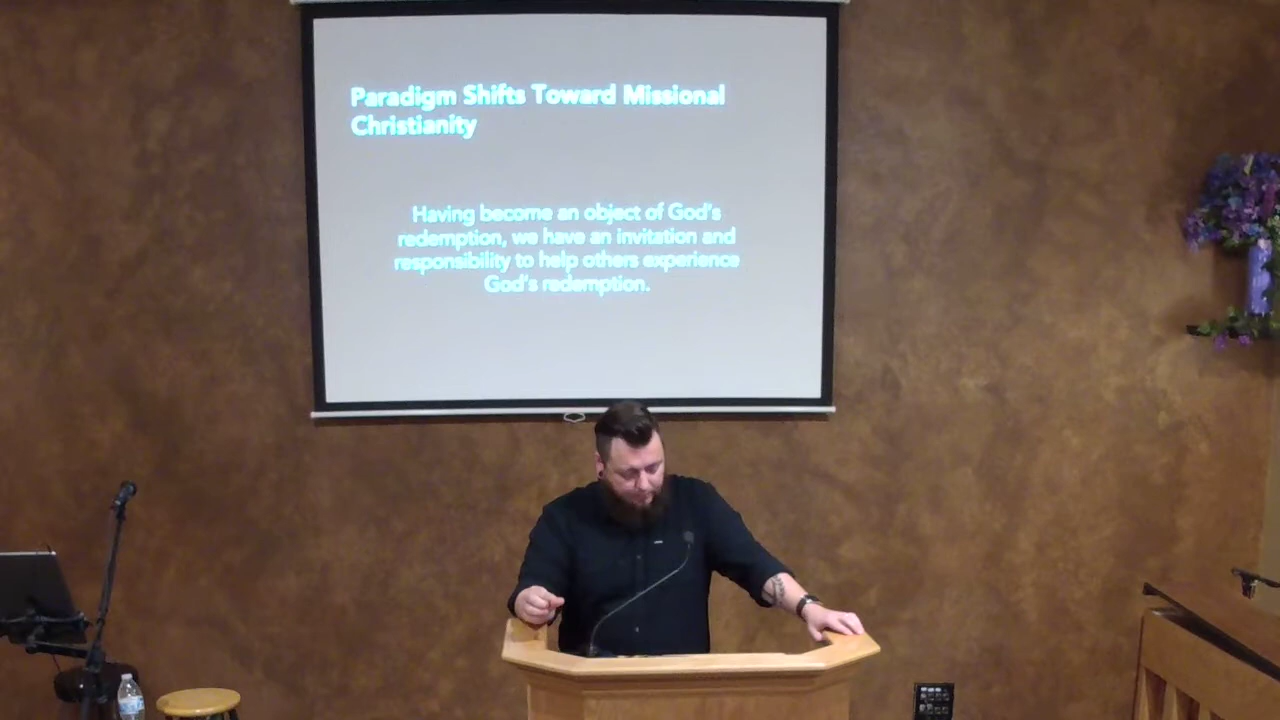 Paradigm Shifts Toward Missional
Christianity
Having become an object of God's
redemption, we have an invitation and
responsibility to help others experience
God's redemption.